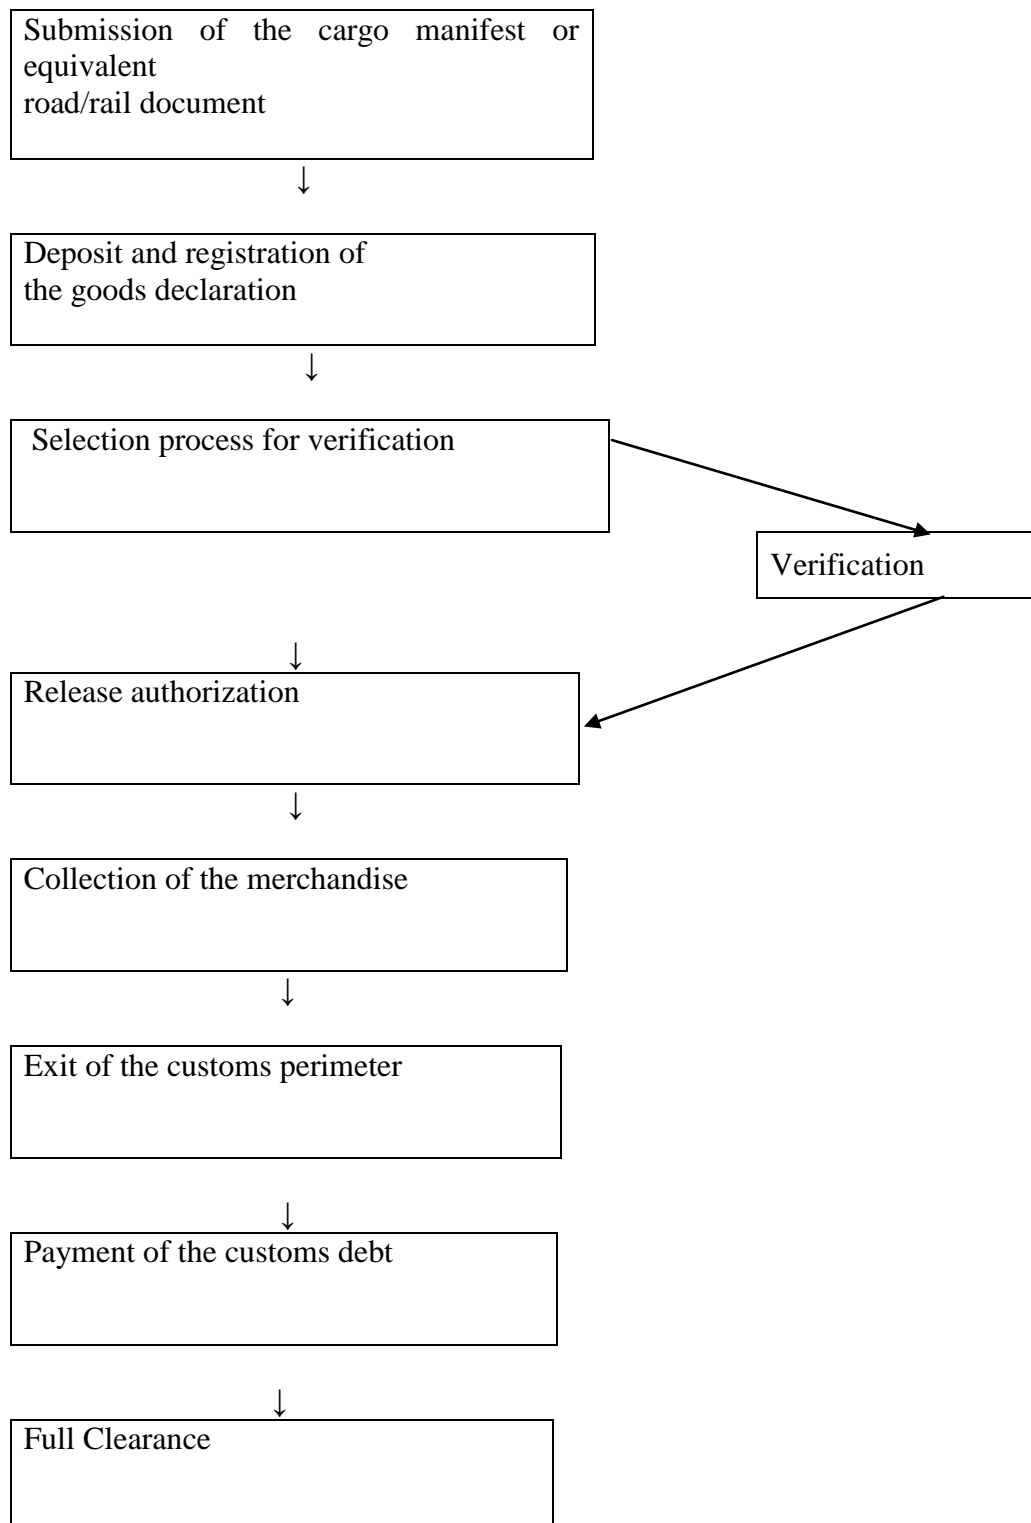 Submission of the cargo manifest or
equivalent
road/rail document
↓
Deposit and registration of
the goods declaration
↓
Selection process for verification
Verification
↓
Release authorization
↓
Collection of the merchandise
↓
Exit of the customs perimeter
↓
Payment of the customs debt
↓
Full Clearance